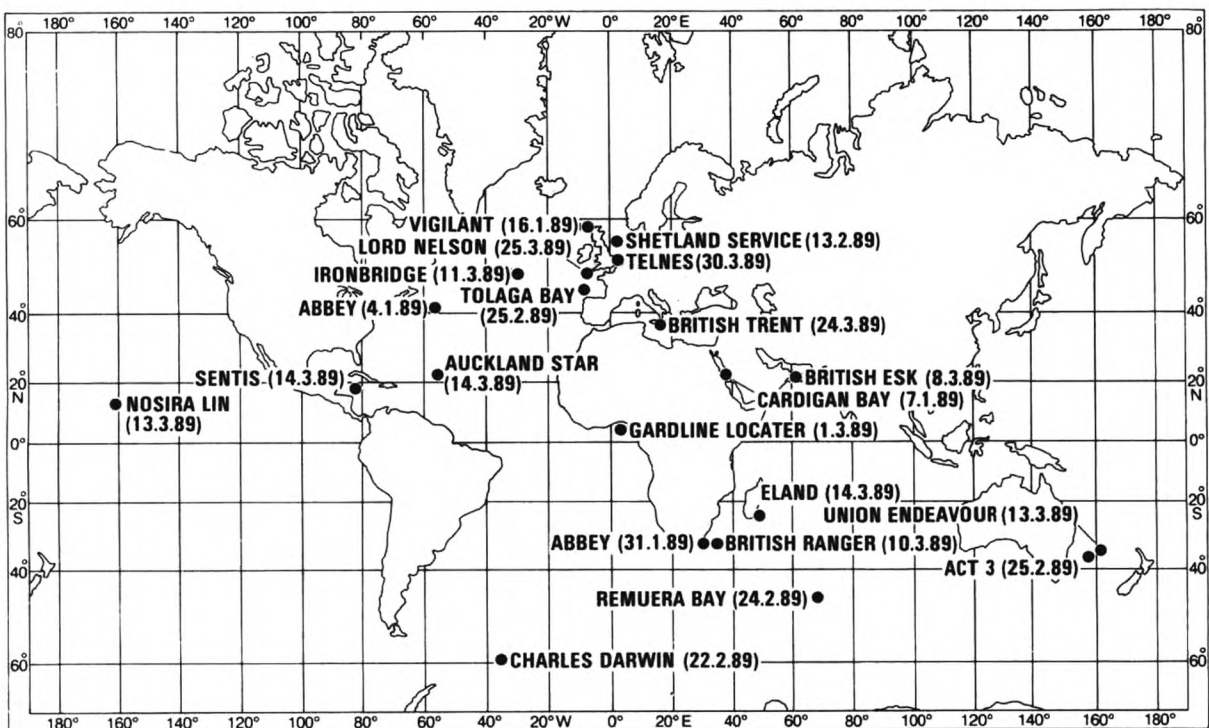 180° 160° 140° 120° 100° 80° 60° 40° 20° W 0° 20° E 40° 60° 80° 100° 120° 140° 160° 180°
80° 80°
60° 60°
VIGILANT (16.1.89)
LORD NELSON (25.3.89)
SHETLAND SERVICE (13.2.89)
TELNES (30.3.89)
IRONBRIDGE (11.3.89)
TOLAGA BAY
(25.2.89)
ABBEY (4.1.89)
40° 40°
BRITISH TRENT (24.3.89)
AUCKLAND STAR
(14.3.89)
SENTIS (14.3.89)
BRITISH ESK (8.3.89)
20° 20°
N N
CARDIGAN BAY (7.1.89)
NOSIRA LIN
(13.3.89)
GARDLINE LOCATER (1.3.89)
0° 0°
ELAND (14.3.89)
20° 20°
S S
UNION ENDEAVOUR (13.3.89)
ABBEY (31.1.89)
BRITISH RANGER (10.3.89)
ACT 3 (25.2.89)
40° 40°
REMUERA BAY (24.2.89)
CHARLES DARWIN (22.2.89)
60° 60°
180° 160° 140° 120° 100° 80° 60° 40° 20° W 0° 20° E 40° 60° 80° 100° 120° 140° 160° 180°